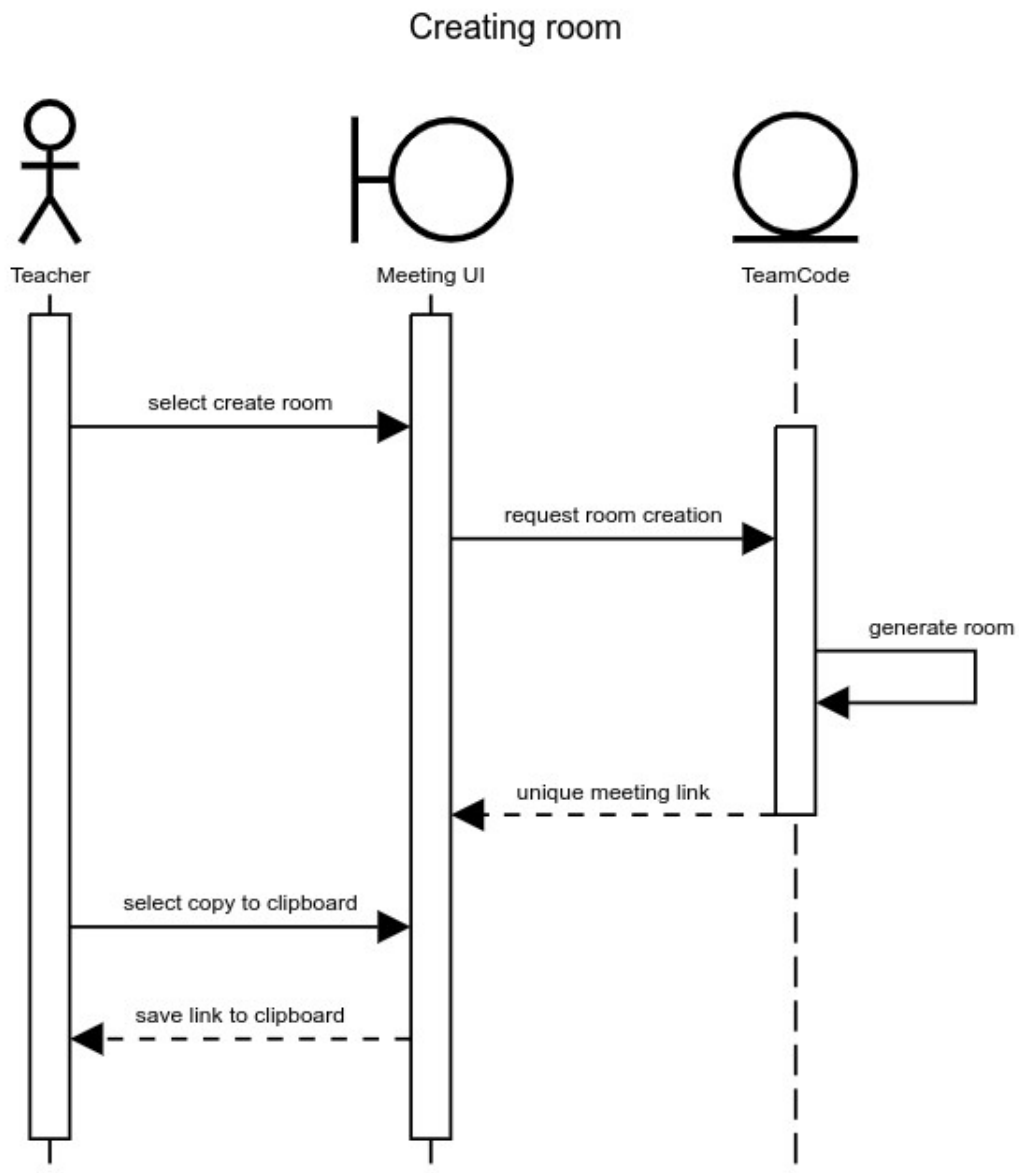 Creating room
Teacher
Meeting UI
TeamCode
select create room
request room creation
generate room
unique meeting link
select copy to clipboard
save link to clipboard